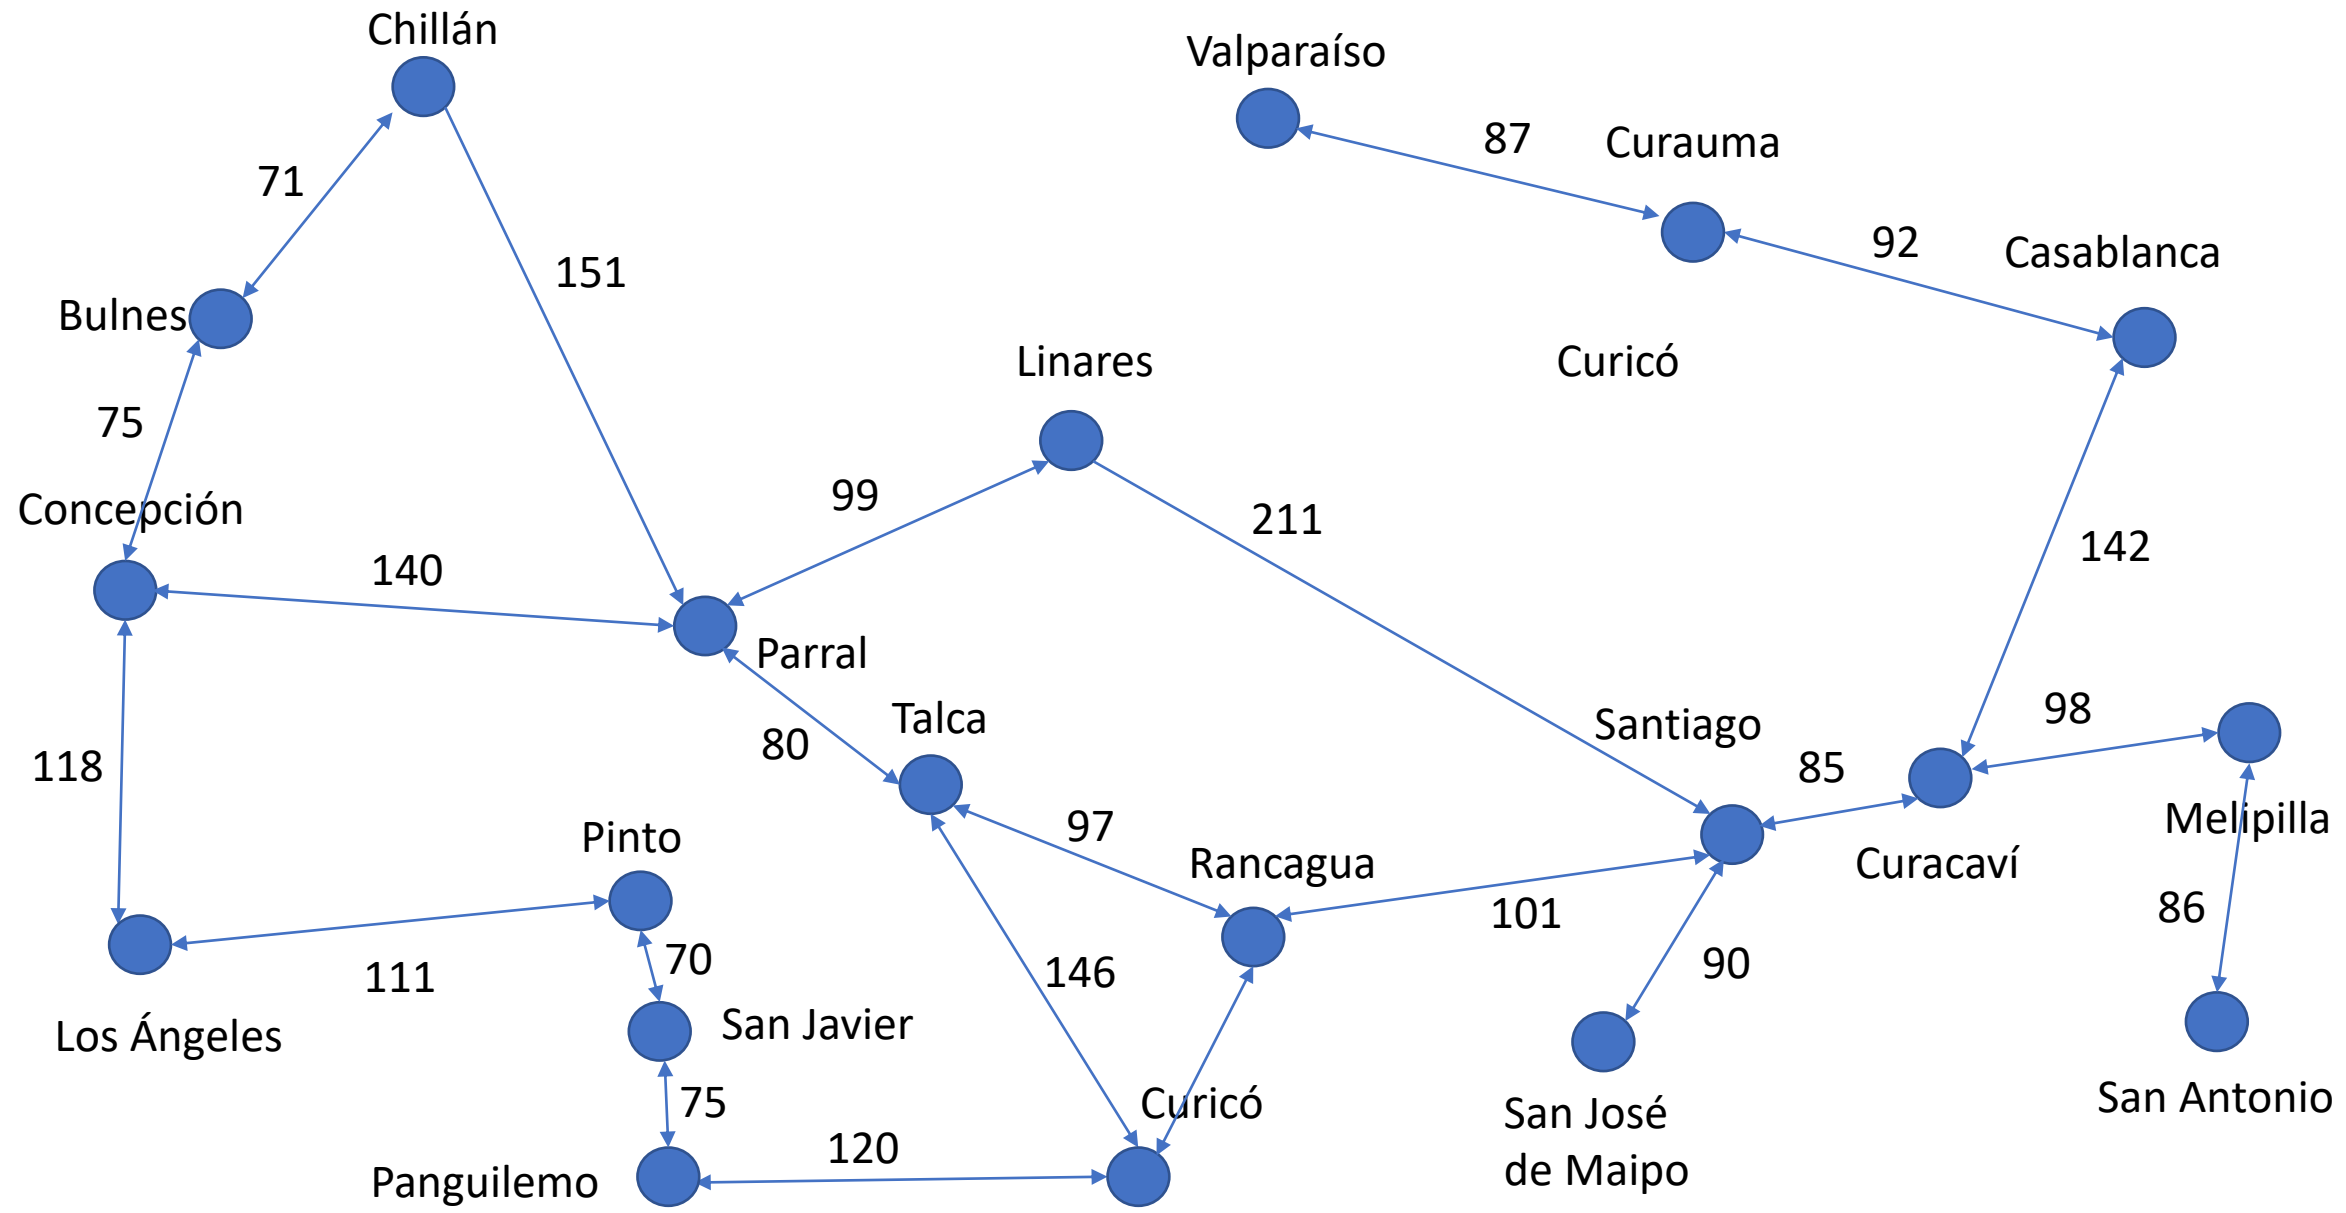 Chillán
Valparaíso
87
Curauma
71
92
Casablanca
151
Bulnes
Linares
Curicó
75
99
Concepción
211
140
142
Parral
98
Talca
Santiago
80
118
85
97
Melipilla
Pinto
Rancagua
Curacaví
101
86
70
146
90
111
San Javier
Los Ángeles
75
Curicó
San José
de Maipo
San Antonio
120
Panguilemo